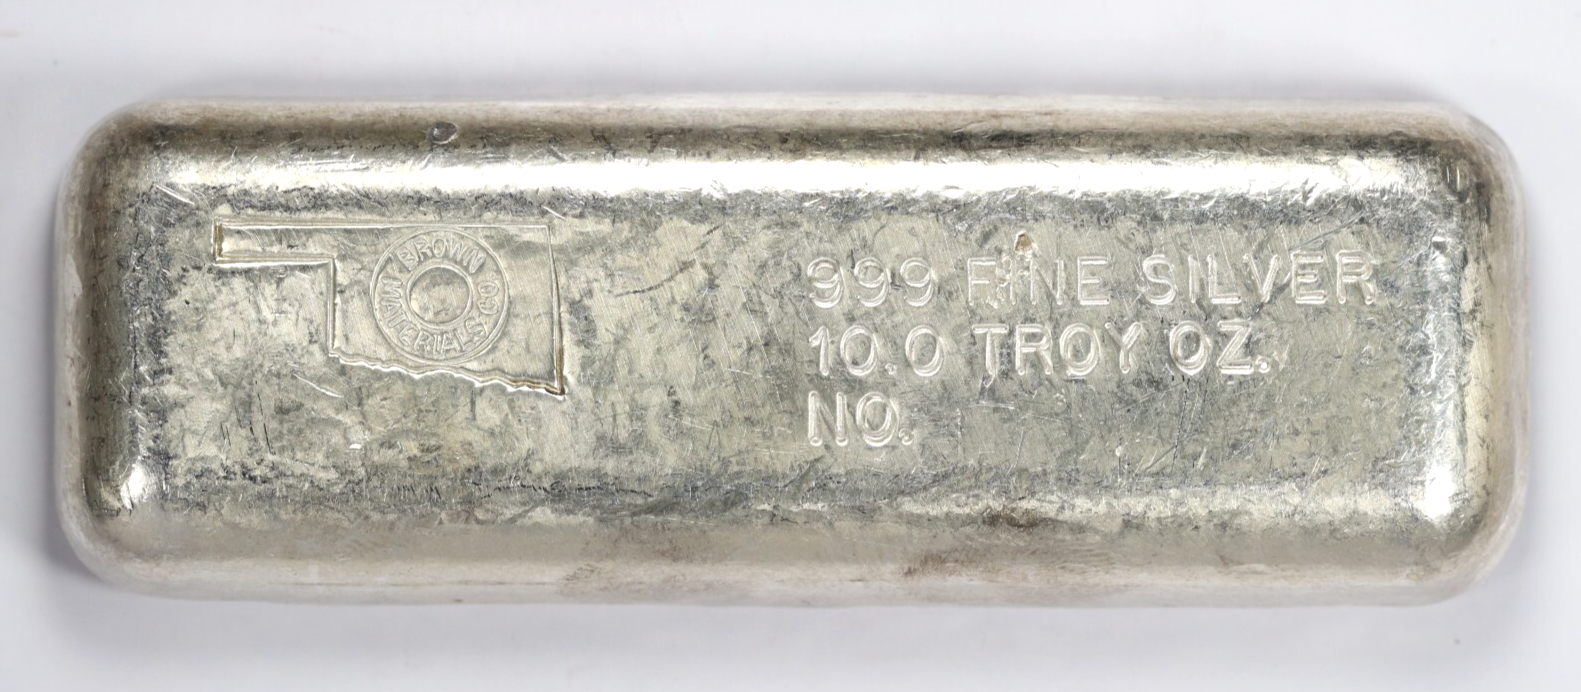 BROWN CO.
MATERIALS
999 FINE SILVER
10.0 TROY OZ.
NO.